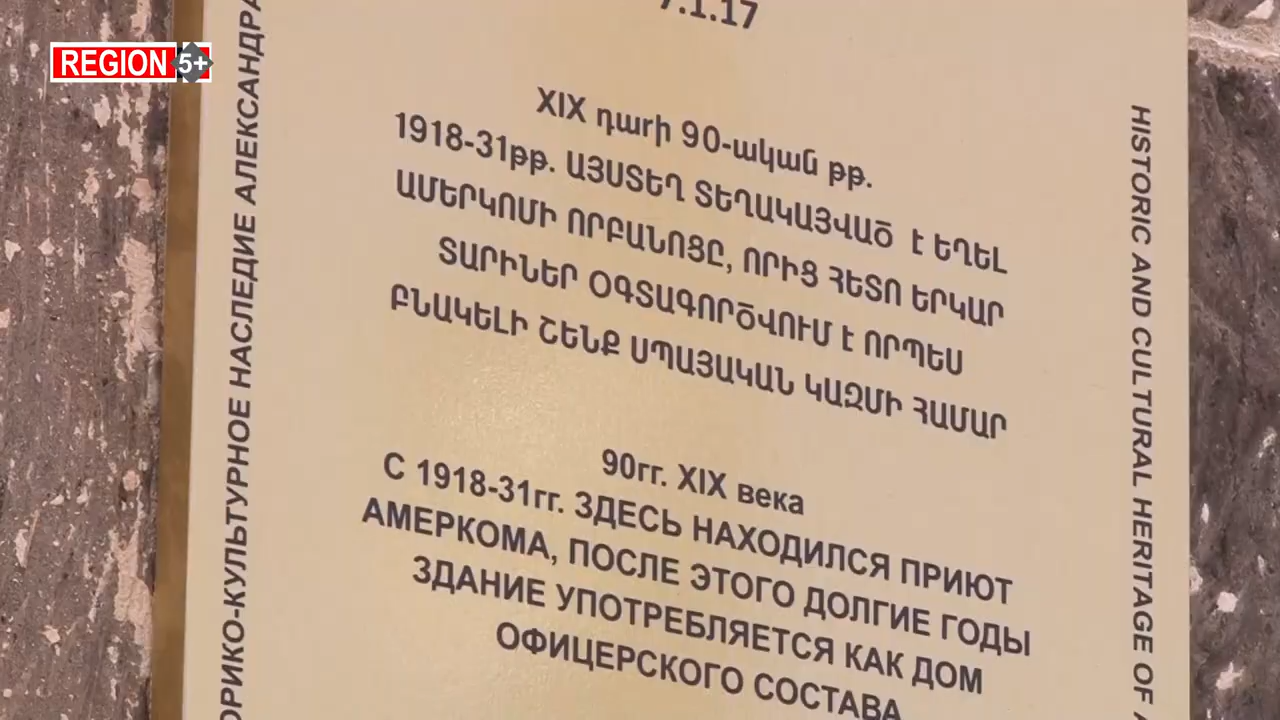 REGION 5+
7.1.17
XIX դարի 90-ական թթ.
1918-31թթ. ԱՅՍՏԵՂ ՏԵՂԱԿԱՅՎԱԾ է ԵՂԵԼ
ԱՄԵՐԿՈՄԻ ՈՐԲԱՆՈՑԸ, ՈՐԻՑ ՀԵՏՈ ԵՐԿԱՐ
ՏԱՐԻՆԵՐ ՕԳՏԱԳՈՐԾՎՈՒՄ է ՈՐՊԵՍ
ԲՆԱԿԵԼԻ ՇԵՆՔ ՍՊԱՅԱԿԱՆ ԿԱԶՄԻ ՀԱՄԱՐ
90гг. XIX века
С 1918-31гг. ЗДЕСЬ НАХОДИЛСЯ ПРИЮТ
АМЕРКОМА, ПОСЛЕ ЭТОГО ДОЛГИЕ ГОДЫ
ЗДАНИЕ УПОТРЕБЛЯЕТСЯ КАК ДОМ
ОФИЦЕРСКОГО СОСТАВА
ОРИКО-КУЛЬТУРНОЕ НАСЛЕДИЕ АЛЕКСАНДРА
HISTORIC AND CULTURAL HERITAGE OF A